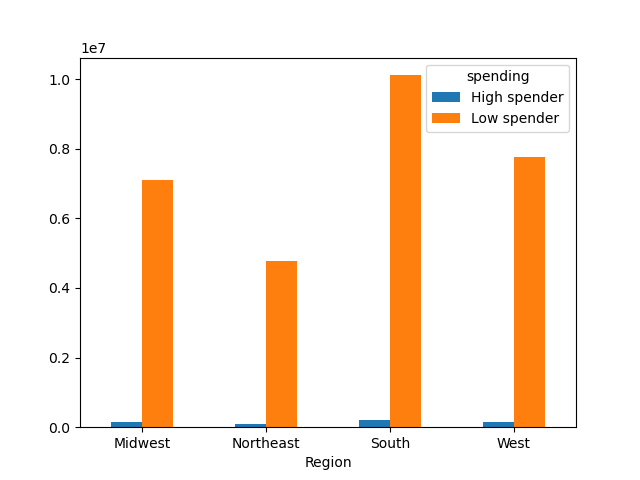 1e7
1.0
0.8
0.6
0.4
0.2
0.0
spending
High spender
Low spender
Midwest Northeast South West
Region